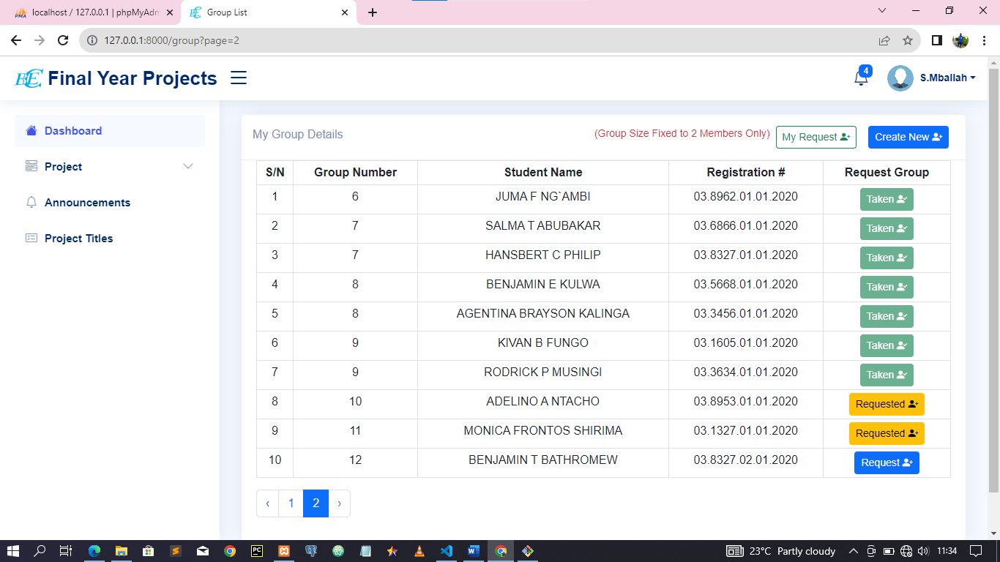 localhost / 127.0.0.1 | phpMyAdm
Group List
127.0.0.1:8000/group?page=2
Final Year Projects
4
S.Mballah
Dashboard
Project
Announcements
Project Titles
My Group Details
(Group Size Fixed to 2 Members Only)
My Request
Create New
S/N Group Number Student Name Registration # Request Group
1 6 JUMA F NG`AMBI 03.8962.01.01.2020 Taken
2 7 SALMA T ABUBAKAR 03.6866.01.01.2020 Taken
3 7 HANSBERT C PHILIP 03.8327.01.01.2020 Taken
4 8 BENJAMIN E KULWA 03.5668.01.01.2020 Taken
5 8 AGENTINA BRAYSON KALINGA 03.3456.01.01.2020 Taken
6 9 KIVAN B FUNGO 03.1605.01.01.2020 Taken
7 9 RODRICK P MUSINGI 03.3634.01.01.2020 Taken
8 10 ADELINO A NTACHO 03.8953.01.01.2020 Requested
9 11 MONICA FRONTOS SHIRIMA 03.1327.01.01.2020 Requested
10 12 BENJAMIN T BATHROMEW 03.8327.02.01.2020 Request
‹ 1 2 ›
23°C Partly cloudy
11:34